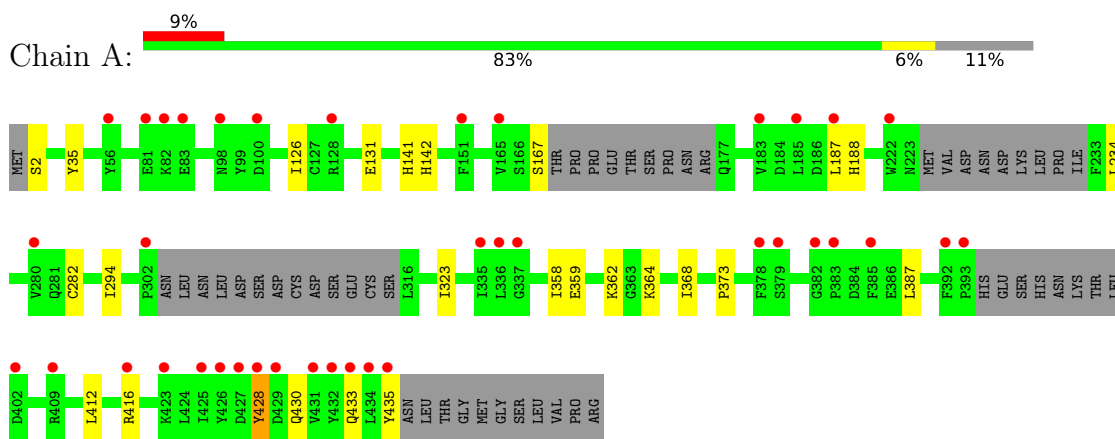 9%
Chain A:
83% 6% 11%
MET S2 Y35 Y56 E81 K82 E83 N98 Y99 D100 I126 C127 R128 E131 H141 H142 F151 V165 S166 S167 THR PRO PRO GLU THR SER PRO ASN ARG Q177 V183 D184 L185 D186 L187 H188 W222 N223 MET VAL ASP ASN ASP LYS LEU PRO ILE F233 L234
V280 Q281 C282 I294 P302 ASN LEU ASN LEU ASP SER ASP CYS ASP SER GLU CYS SER L316 I323 I335 L336 G337 I358 E359 K362 G363 K364 I368 P373 F378 S379 G382 P383 D384 F385 E386 L387 F392 P393 HIS GLU SER HIS ASN LYS THR LEU
D402 R409 L412 R416 K423 L424 I425 Y426 D427 Y428 D429 Q430 V431 Y432 Q433 L434 Y435 ASN LEU THR GLY MET GLY SER LEU VAL PRO ARG